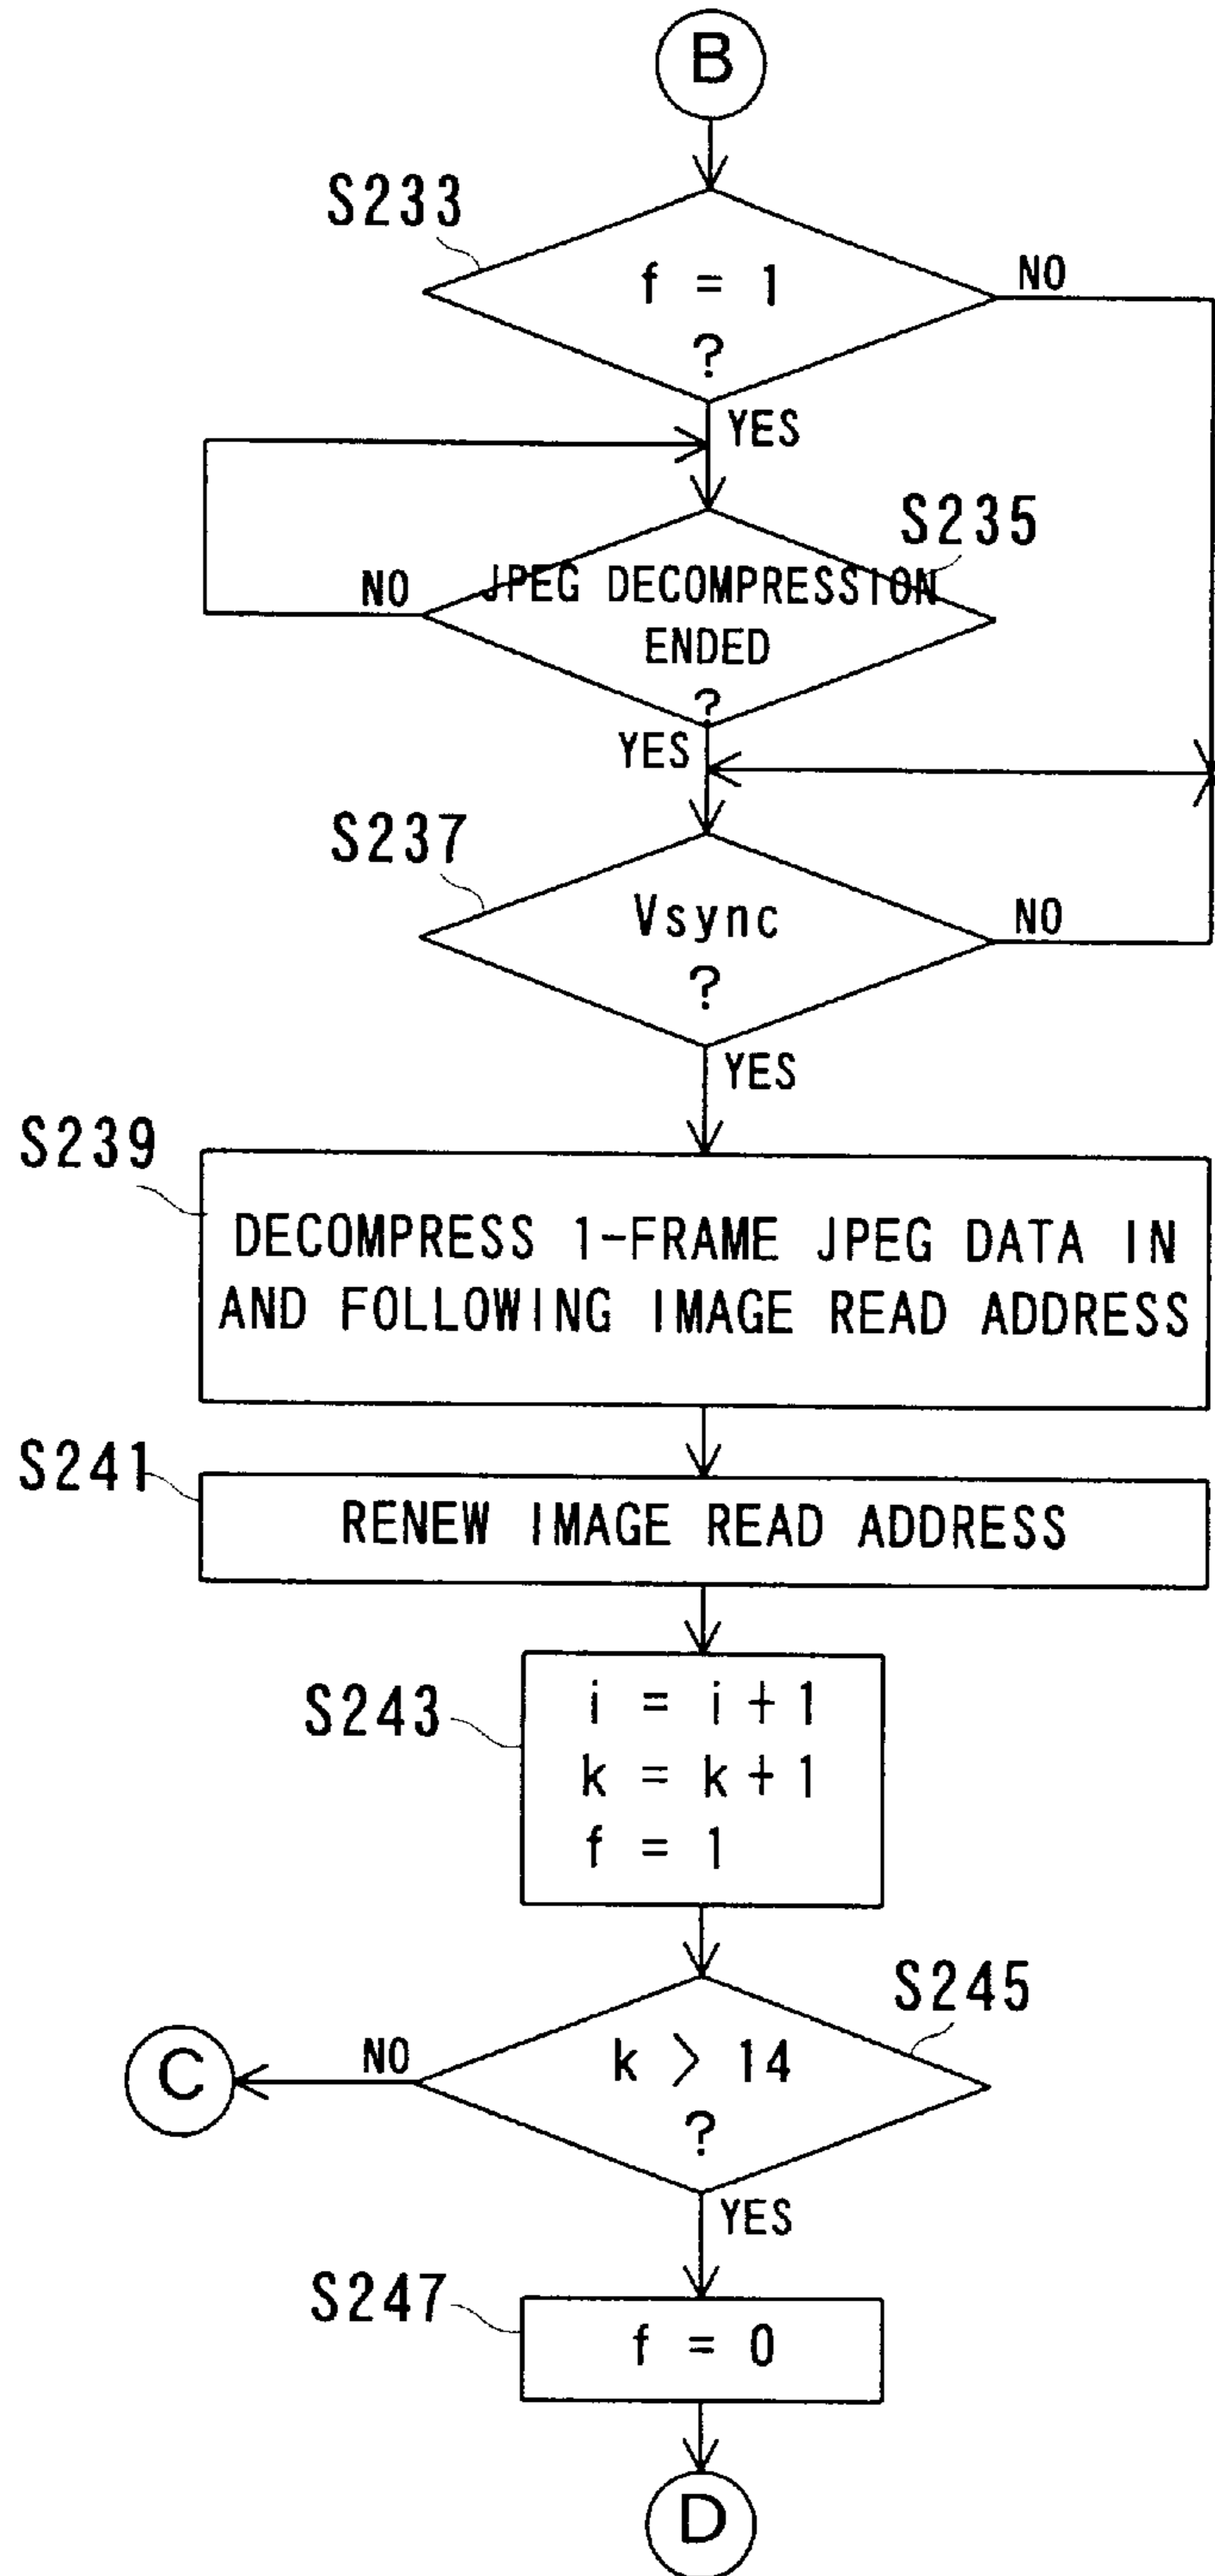 B
S233
f = 1
?
NO
YES
S235
NO
JPEG DECOMPRESSION
ENDED
?
YES
S237
Vsync
?
NO
YES
S239
DECOMPRESS 1-FRAME JPEG DATA IN
AND FOLLOWING IMAGE READ ADDRESS
S241
RENEW IMAGE READ ADDRESS
S243
i = i + 1
k = k + 1
f = 1
S245
k > 14
?
NO
C
YES
S247
f = 0
D